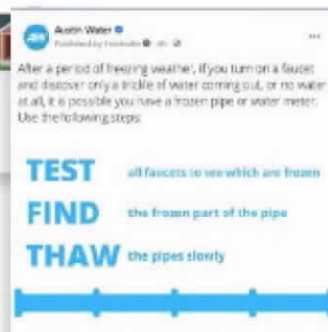 Austin Water
After a period of freezing weather, if you turn on a faucet
and discover only a trickle of water coming out, or no water
at all, it is possible you have a frozen pipe or water meter.
Use the following steps:
TEST all faucets to see which are frozen
FIND the frozen part of the pipe
THAW the pipes slowly